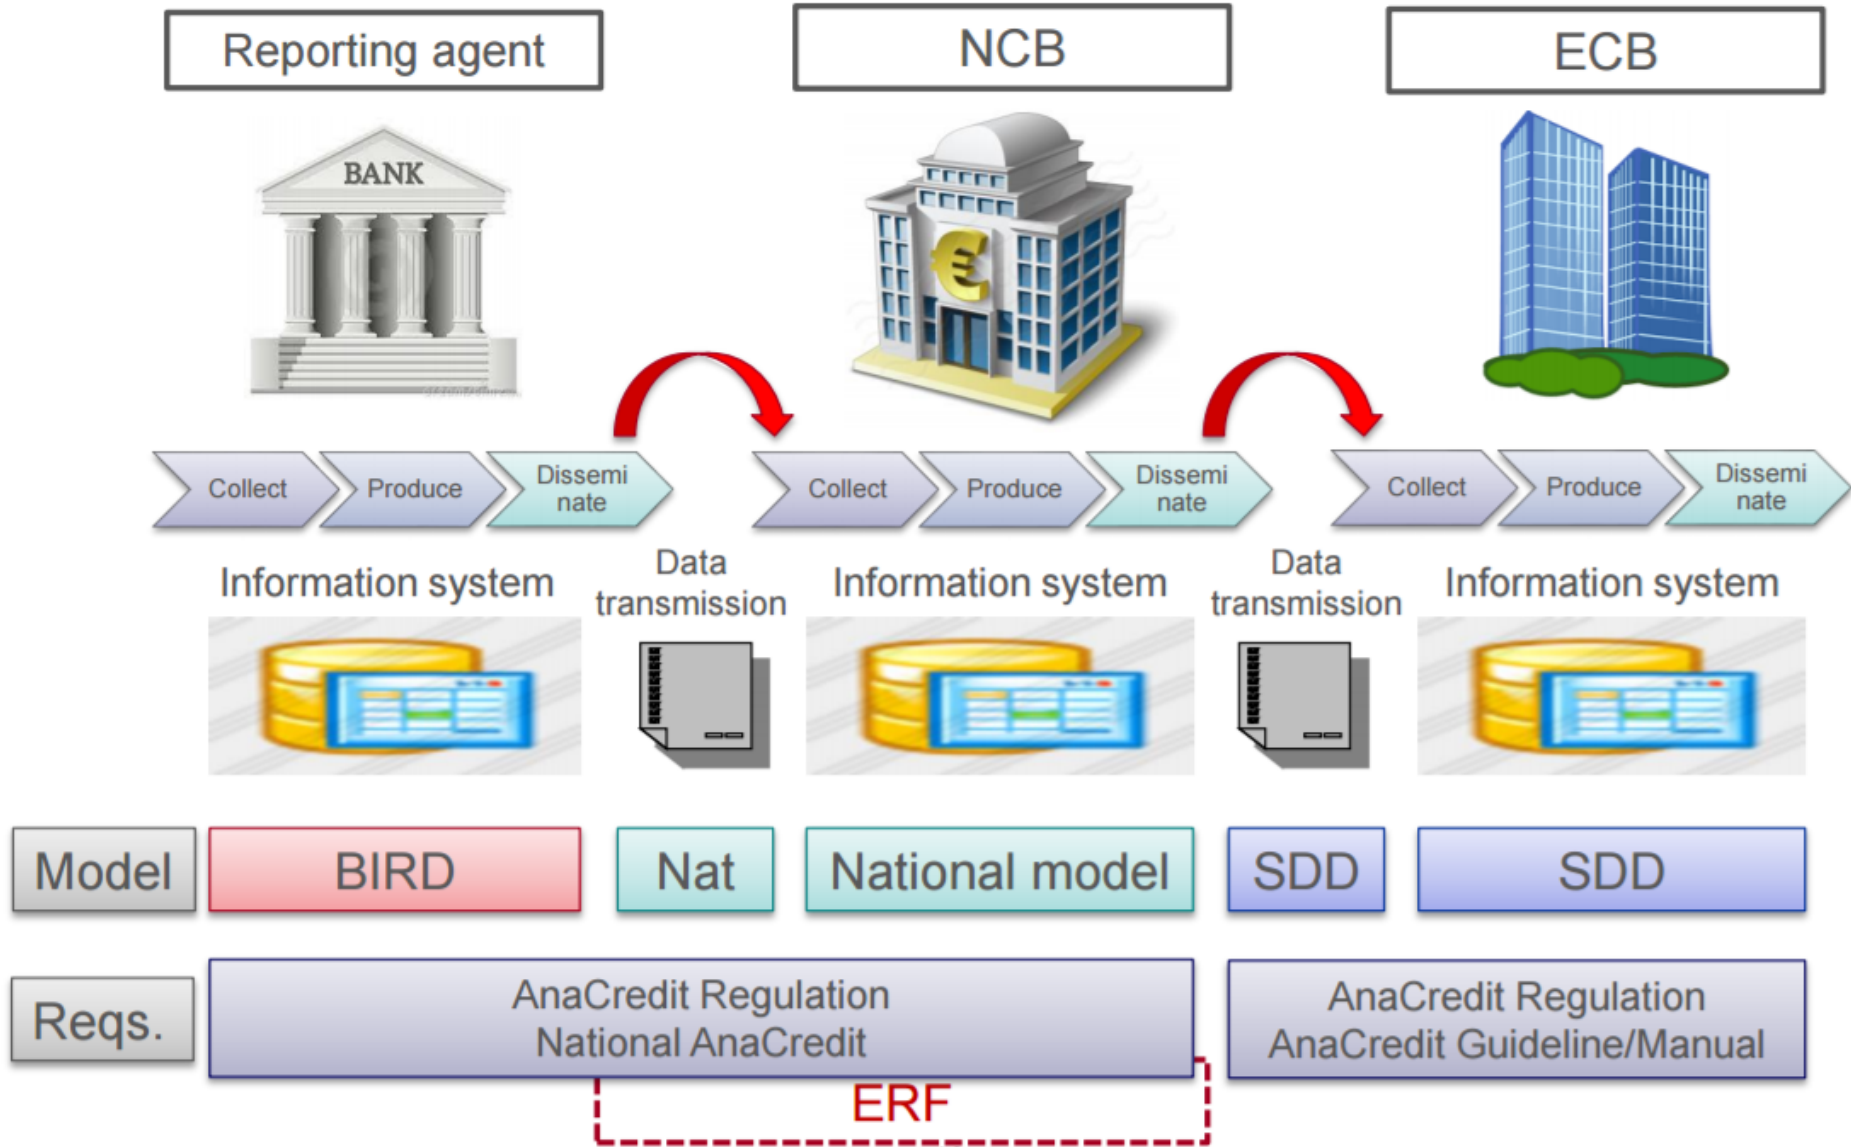 Reporting agent
NCB
ECB
BANK
Collect
Produce
Dissemi
nate
Collect
Produce
Dissemi
nate
Collect
Produce
Dissemi
nate
Information system
Data
transmission
Information system
Data
transmission
Information system
Model
BIRD
Nat
National model
SDD
SDD
Reqs.
AnaCredit Regulation
National AnaCredit
AnaCredit Regulation
AnaCredit Guideline/Manual
ERF